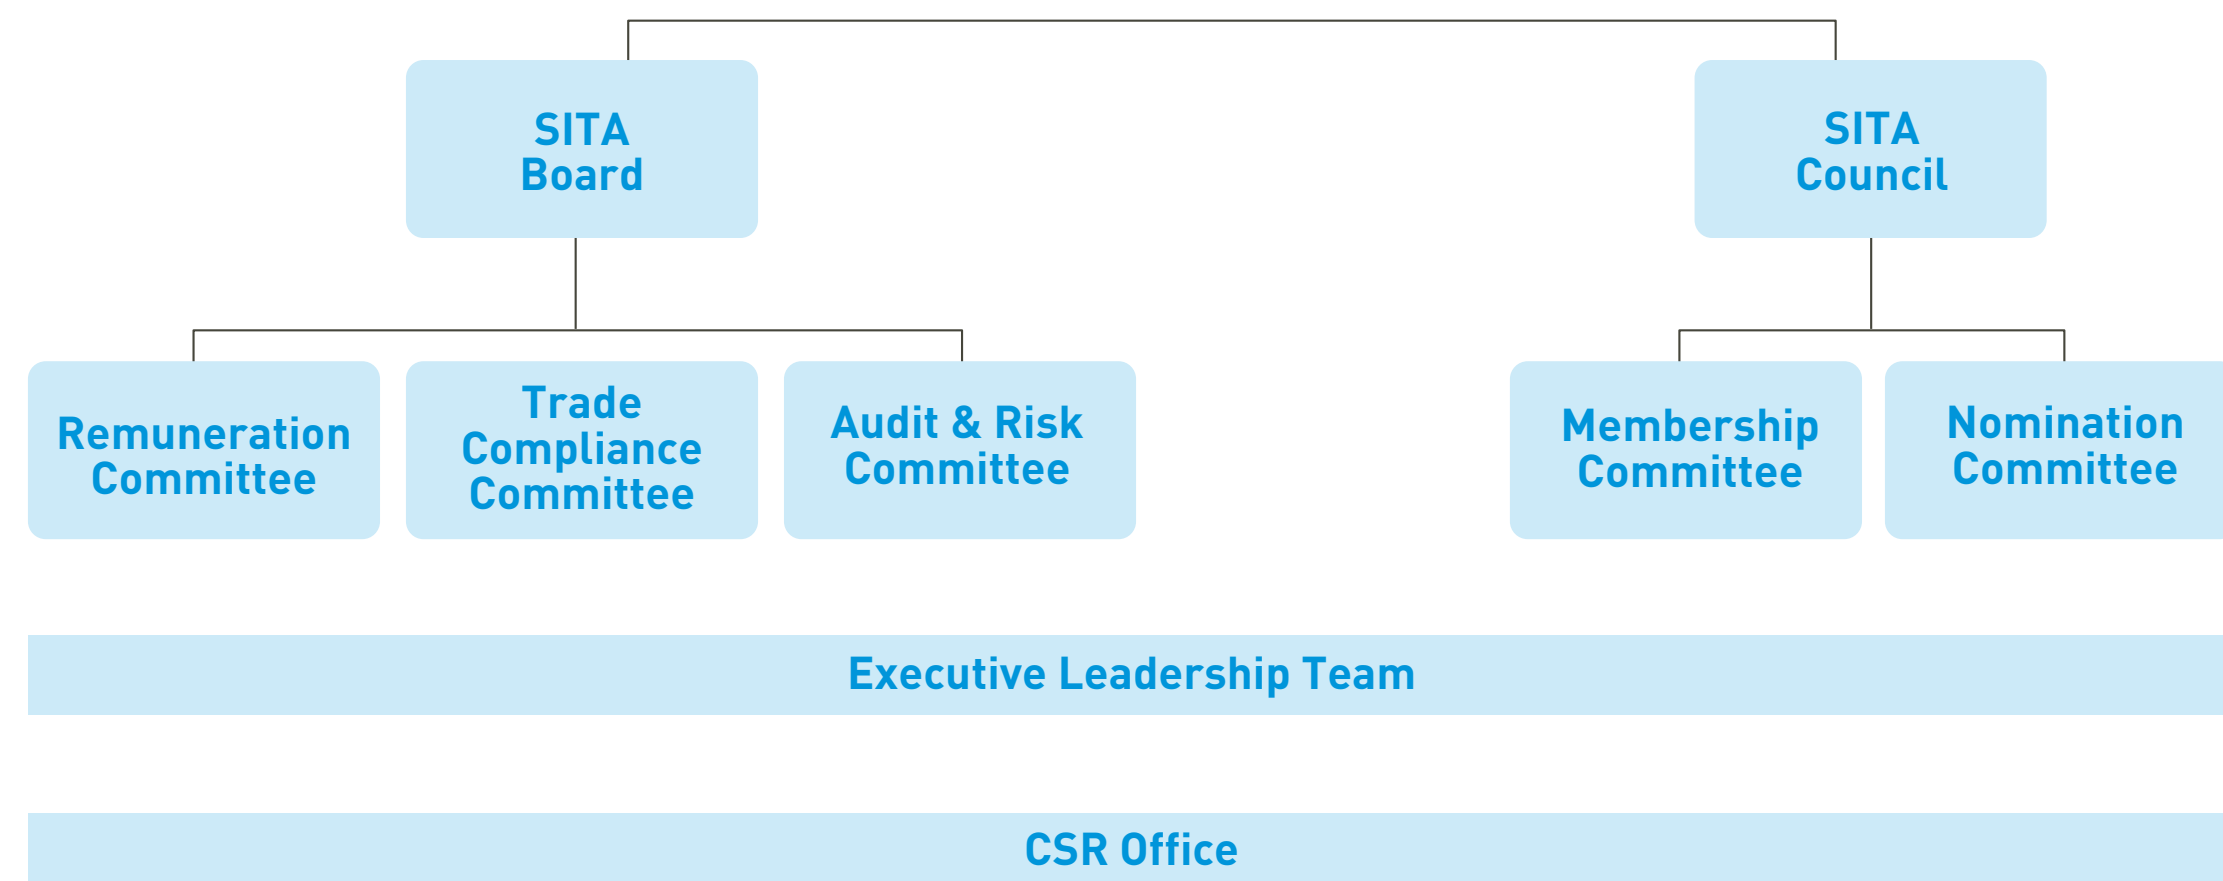 SITA
Board
SITA
Council
Remuneration
Committee
Trade
Compliance
Committee
Audit & Risk
Committee
Membership
Committee
Nomination
Committee
Executive Leadership Team
CSR Office